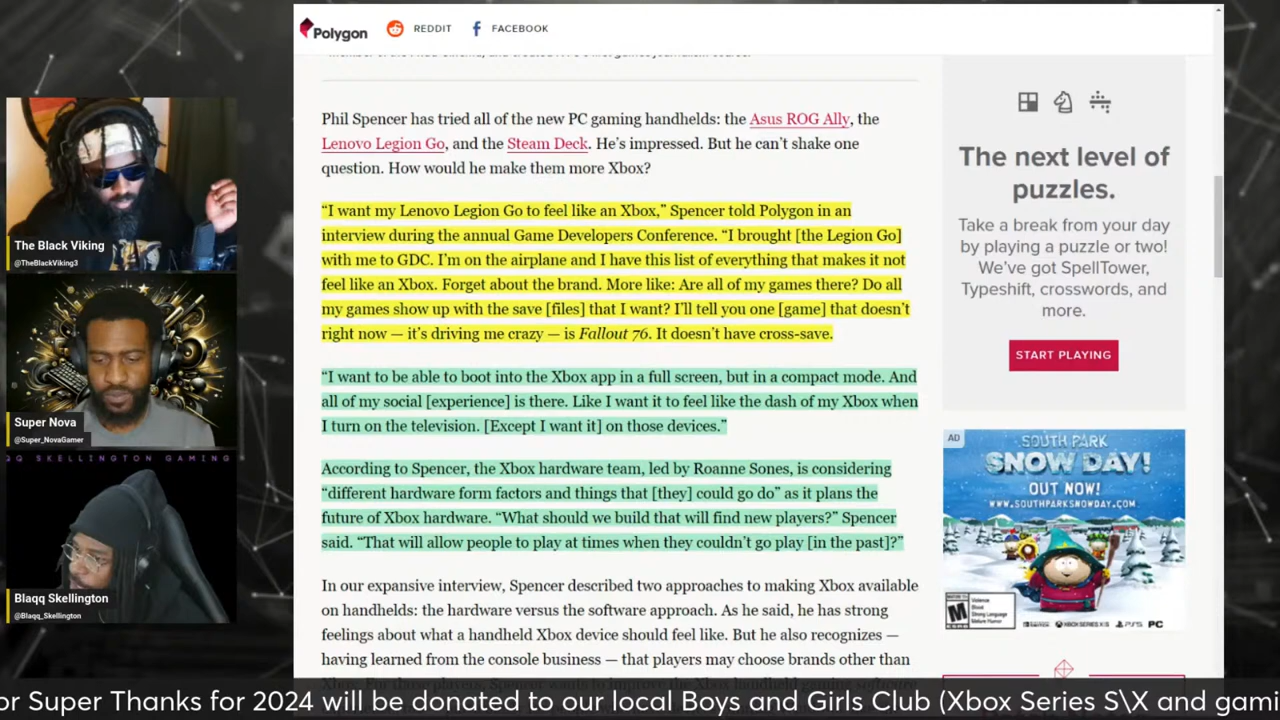 Polygon
REDDIT
FACEBOOK
Phil Spencer has tried all of the new PC gaming handhelds: the Asus ROG Ally, the
Lenovo Legion Go, and the Steam Deck. He’s impressed. But he can’t shake one
question. How would he make them more Xbox?
“I want my Lenovo Legion Go to feel like an Xbox,” Spencer told Polygon in an
interview during the annual Game Developers Conference. “I brought [the Legion Go]
with me to GDC. I’m on the airplane and I have this list of everything that makes it not
feel like an Xbox. Forget about the brand. More like: Are all of my games there? Do all
my games show up with the save [files] that I want? I’ll tell you one [game] that doesn’t
right now — it’s driving me crazy — is Fallout 76. It doesn’t have cross-save.
“I want to be able to boot into the Xbox app in a full screen, but in a compact mode. And
all of my social [experience] is there. Like I want it to feel like the dash of my Xbox when
I turn on the television. [Except I want it] on those devices.”
According to Spencer, the Xbox hardware team, led by Roanne Sones, is considering
“different hardware form factors and things that [they] could go do” as it plans the
future of Xbox hardware. “What should we build that will find new players?” Spencer
said. “That will allow people to play at times when they couldn’t go play [in the past]?”
In our expansive interview, Spencer described two approaches to making Xbox available
on handhelds: the hardware versus the software approach. As he said, he has strong
feelings about what a handheld Xbox device should feel like. But he also recognizes —
having learned from the console business — that players may choose brands other than
The next level of
puzzles.
Take a break from your day
by playing a puzzle or two!
We’ve got SpellTower,
Typeshift, crosswords, and
more.
START PLAYING
AD
SOUTH PARK
SNOW DAY!
OUT NOW!
WWW.SOUTHPARKSNOWDAY.COM
M
XBOX SERIES X|S
PS5
PC
The Black Viking
@TheBlackViking3
Super Nova
@Super_NovaGamer
QQ SKELLINGTON GAMING
Blaqq Skellington
@Blaqq_Skellington
or Super Thanks for 2024 will be donated to our local Boys and Girls Club (Xbox Series S\X and gami